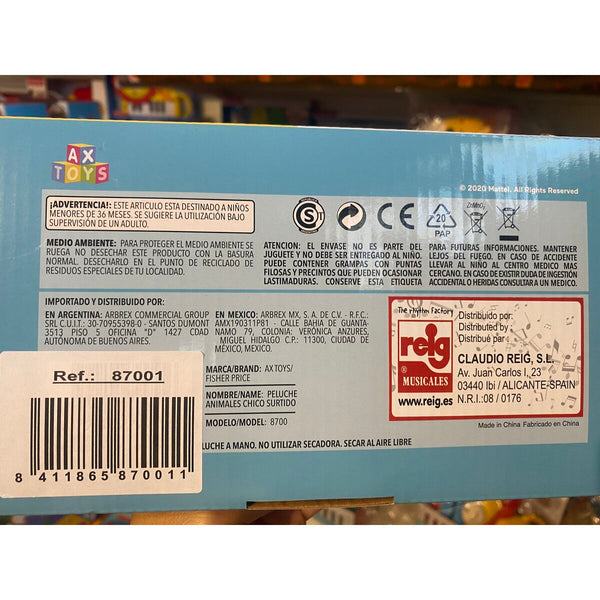 AX
TOYS
© 2020 Mattel. All Rights Reserved
¡ADVERTENCIA!: ESTE ARTICULO ESTA DESTINADO A NIÑOS
MENORES DE 36 MESES. SE SUGIERE LA UTILIZACIÓN BAJO
SUPERVISIÓN DE UN ADULTO.
S
CE
20
PAP
ZnMnO₂
MEDIO AMBIENTE: PARA PROTEGER EL MEDIO AMBIENTE SE
RUEGA NO DESECHAR ESTE PRODUCTO CON LA BASURA
NORMAL. DESECHARLO EN EL PUNTO DE RECICLADO DE
RESIDUOS ESPECIALES DE TU LOCALIDAD.
ATENCION: EL ENVASE NO ES PARTE DEL
JUGUETE Y NO DEBE SER ENTREGADO AL NIÑO.
PUEDE CONTENER GRAMPAS CON PUNTAS
FILOSAS Y PRECINTOS QUE PUEDEN OCASIONAR
LASTIMADURAS. CONSERVE ESTE ENVASE
PARA FUTURAS INFORMACIONES. MANTENER
LEJOS DEL FUEGO. EN CASO DE ACCIDENTE
LLEVAR AL NIÑO AL CENTRO MEDICO MAS
CERCANO. EN CASO DE EXISTIR DUDA DE INGESTIÓN
ACCIDENTAL O HERIDAS CONSULTAR A UN MEDICO.
IMPORTADO Y DISTRIBUIDO POR:
EN ARGENTINA: ARBREX COMMERCIAL GROUP
SRL C.U.I.T.: 30-70955398-0 - SANTOS DUMONT
3513 PISO 5 OFICINA "D" 1427 CDAD
AUTÓNOMA DE BUENOS AIRES.
EN MÉXICO: ARBREX MX, S.A. DE C.V. - R.F.C.:
AMX190311P81 - CALLE BAHIA DE GUANTA-
NAMO 79, COLONIA: VERÓNICA ANZURES,
MIGUEL HIDALGO C.P.: 11300, CIUDAD DE
MÉXICO, MÉXICO
MARCA/BRAND: AX TOYS/
FISHER PRICE
NOMBRE/NAME: PELUCHE
ANIMALES CHICO SURTIDO
MODELO/MODEL: 8700
PELUCHE A MANO. NO UTILIZAR SECADORA. SECAR AL AIRE LIBRE
Ref.: 87001
8 411865 870011
The rhythm Factory
reig
MUSICALES
www.reig.es
Distribuido por:
Distributed by:
Distribué par:
CLAUDIO REIG, S.L.
Av. Juan Carlos I, 23
03440 Ibi / ALICANTE-SPAIN
N.R.I.:08 / 0176
Made in China Fabricado en China